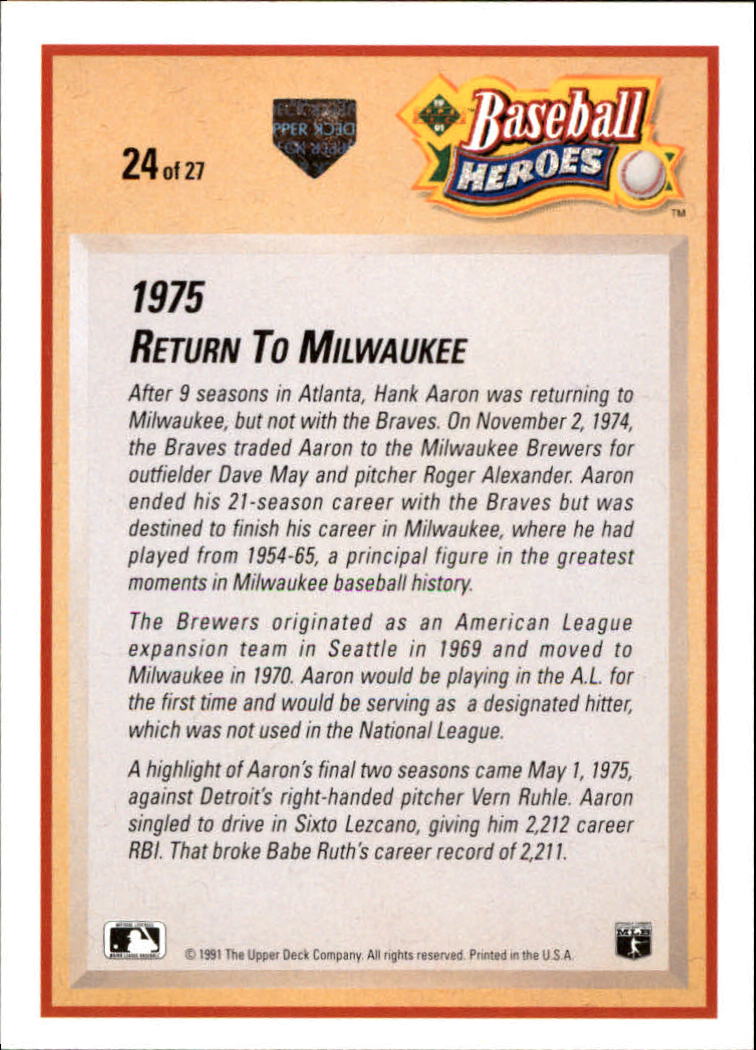 24 of 27
PPER DECK
19
91
Baseball
HEROES
TM
1975
RETURN TO MILWAUKEE
After 9 seasons in Atlanta, Hank Aaron was returning to
Milwaukee, but not with the Braves. On November 2, 1974,
the Braves traded Aaron to the Milwaukee Brewers for
outfielder Dave May and pitcher Roger Alexander. Aaron
ended his 21-season career with the Braves but was
destined to finish his career in Milwaukee, where he had
played from 1954-65, a principal figure in the greatest
moments in Milwaukee baseball history.
The Brewers originated as an American League
expansion team in Seattle in 1969 and moved to
Milwaukee in 1970. Aaron would be playing in the A.L. for
the first time and would be serving as a designated hitter,
which was not used in the National League.
A highlight of Aaron's final two seasons came May 1, 1975,
against Detroit's right-handed pitcher Vern Ruhle. Aaron
singled to drive in Sixto Lezcano, giving him 2,212 career
RBI. That broke Babe Ruth's career record of 2,211.
MAJOR LEAGUE BASEBALL
© 1991 The Upper Deck Company. All rights reserved. Printed in the U.S.A.
MLB